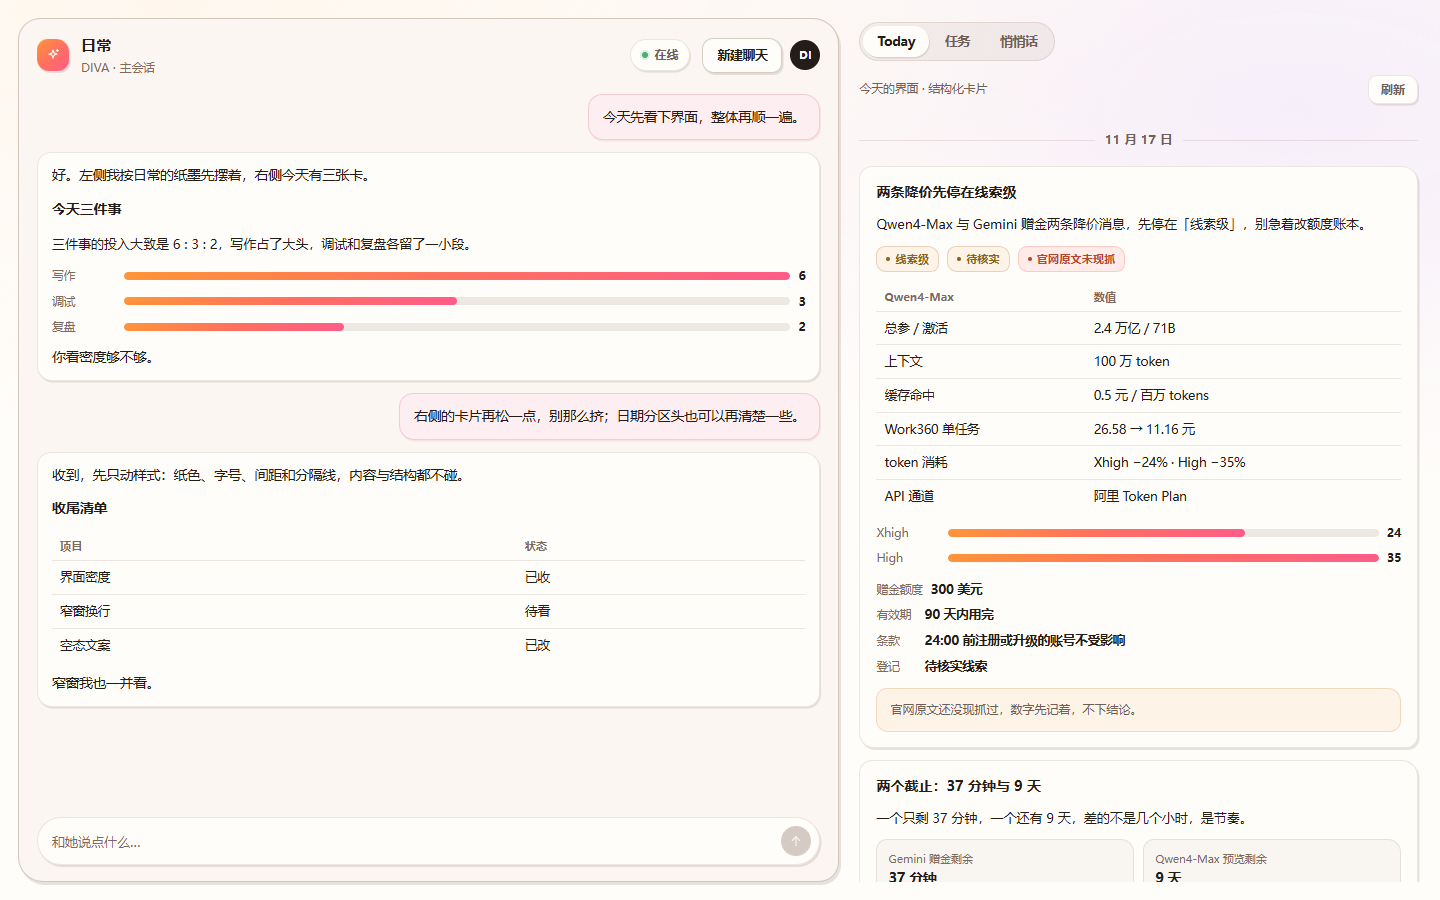 日常
DIVA · 主会话
在线
新建聊天
DI
今天先看下界面，整体再顺一遍。
好。左侧我按日常的纸墨先摆着，右侧今天有三张卡。
今天三件事
三件事的投入大致是 6 : 3 : 2，写作占了大头，调试和复盘各留了一小段。
写作 6
调试 3
复盘 2
你看密度够不够。
右侧的卡片再松一点，别那么挤；日期分区头也可以再清楚一些。
收到，先只动样式：纸色、字号、间距和分隔线，内容与结构都不碰。
收尾清单
项目 状态
界面密度 已收
窄窗换行 待看
空态文案 已改
窄窗我也一并看。
和她说点什么...
Today 任务 悄悄话
今天的界面 · 结构化卡片
刷新
11 月 17 日
两条降价先停在线索级
Qwen4-Max 与 Gemini 赠金两条降价消息，先停在「线索级」，别急着改额度账本。
线索级 待核实 官网原文未现抓
Qwen4-Max 数值
总参 / 激活 2.4 万亿 / 71B
上下文 100 万 token
缓存命中 0.5 元 / 百万 tokens
Work360 单任务 26.58 → 11.16 元
token 消耗 Xhigh −24% · High −35%
API 通道 阿里 Token Plan
Xhigh 24
High 35
赠金额度 300 美元
有效期 90 天内用完
条款 24:00 前注册或升级的账号不受影响
登记 待核实线索
官网原文还没现抓过，数字先记着，不下结论。
两个截止：37 分钟与 9 天
一个只剩 37 分钟，一个还有 9 天，差的不是几个小时，是节奏。
Gemini 赠金剩余
37 分钟
Qwen4-Max 预览剩余
9 天